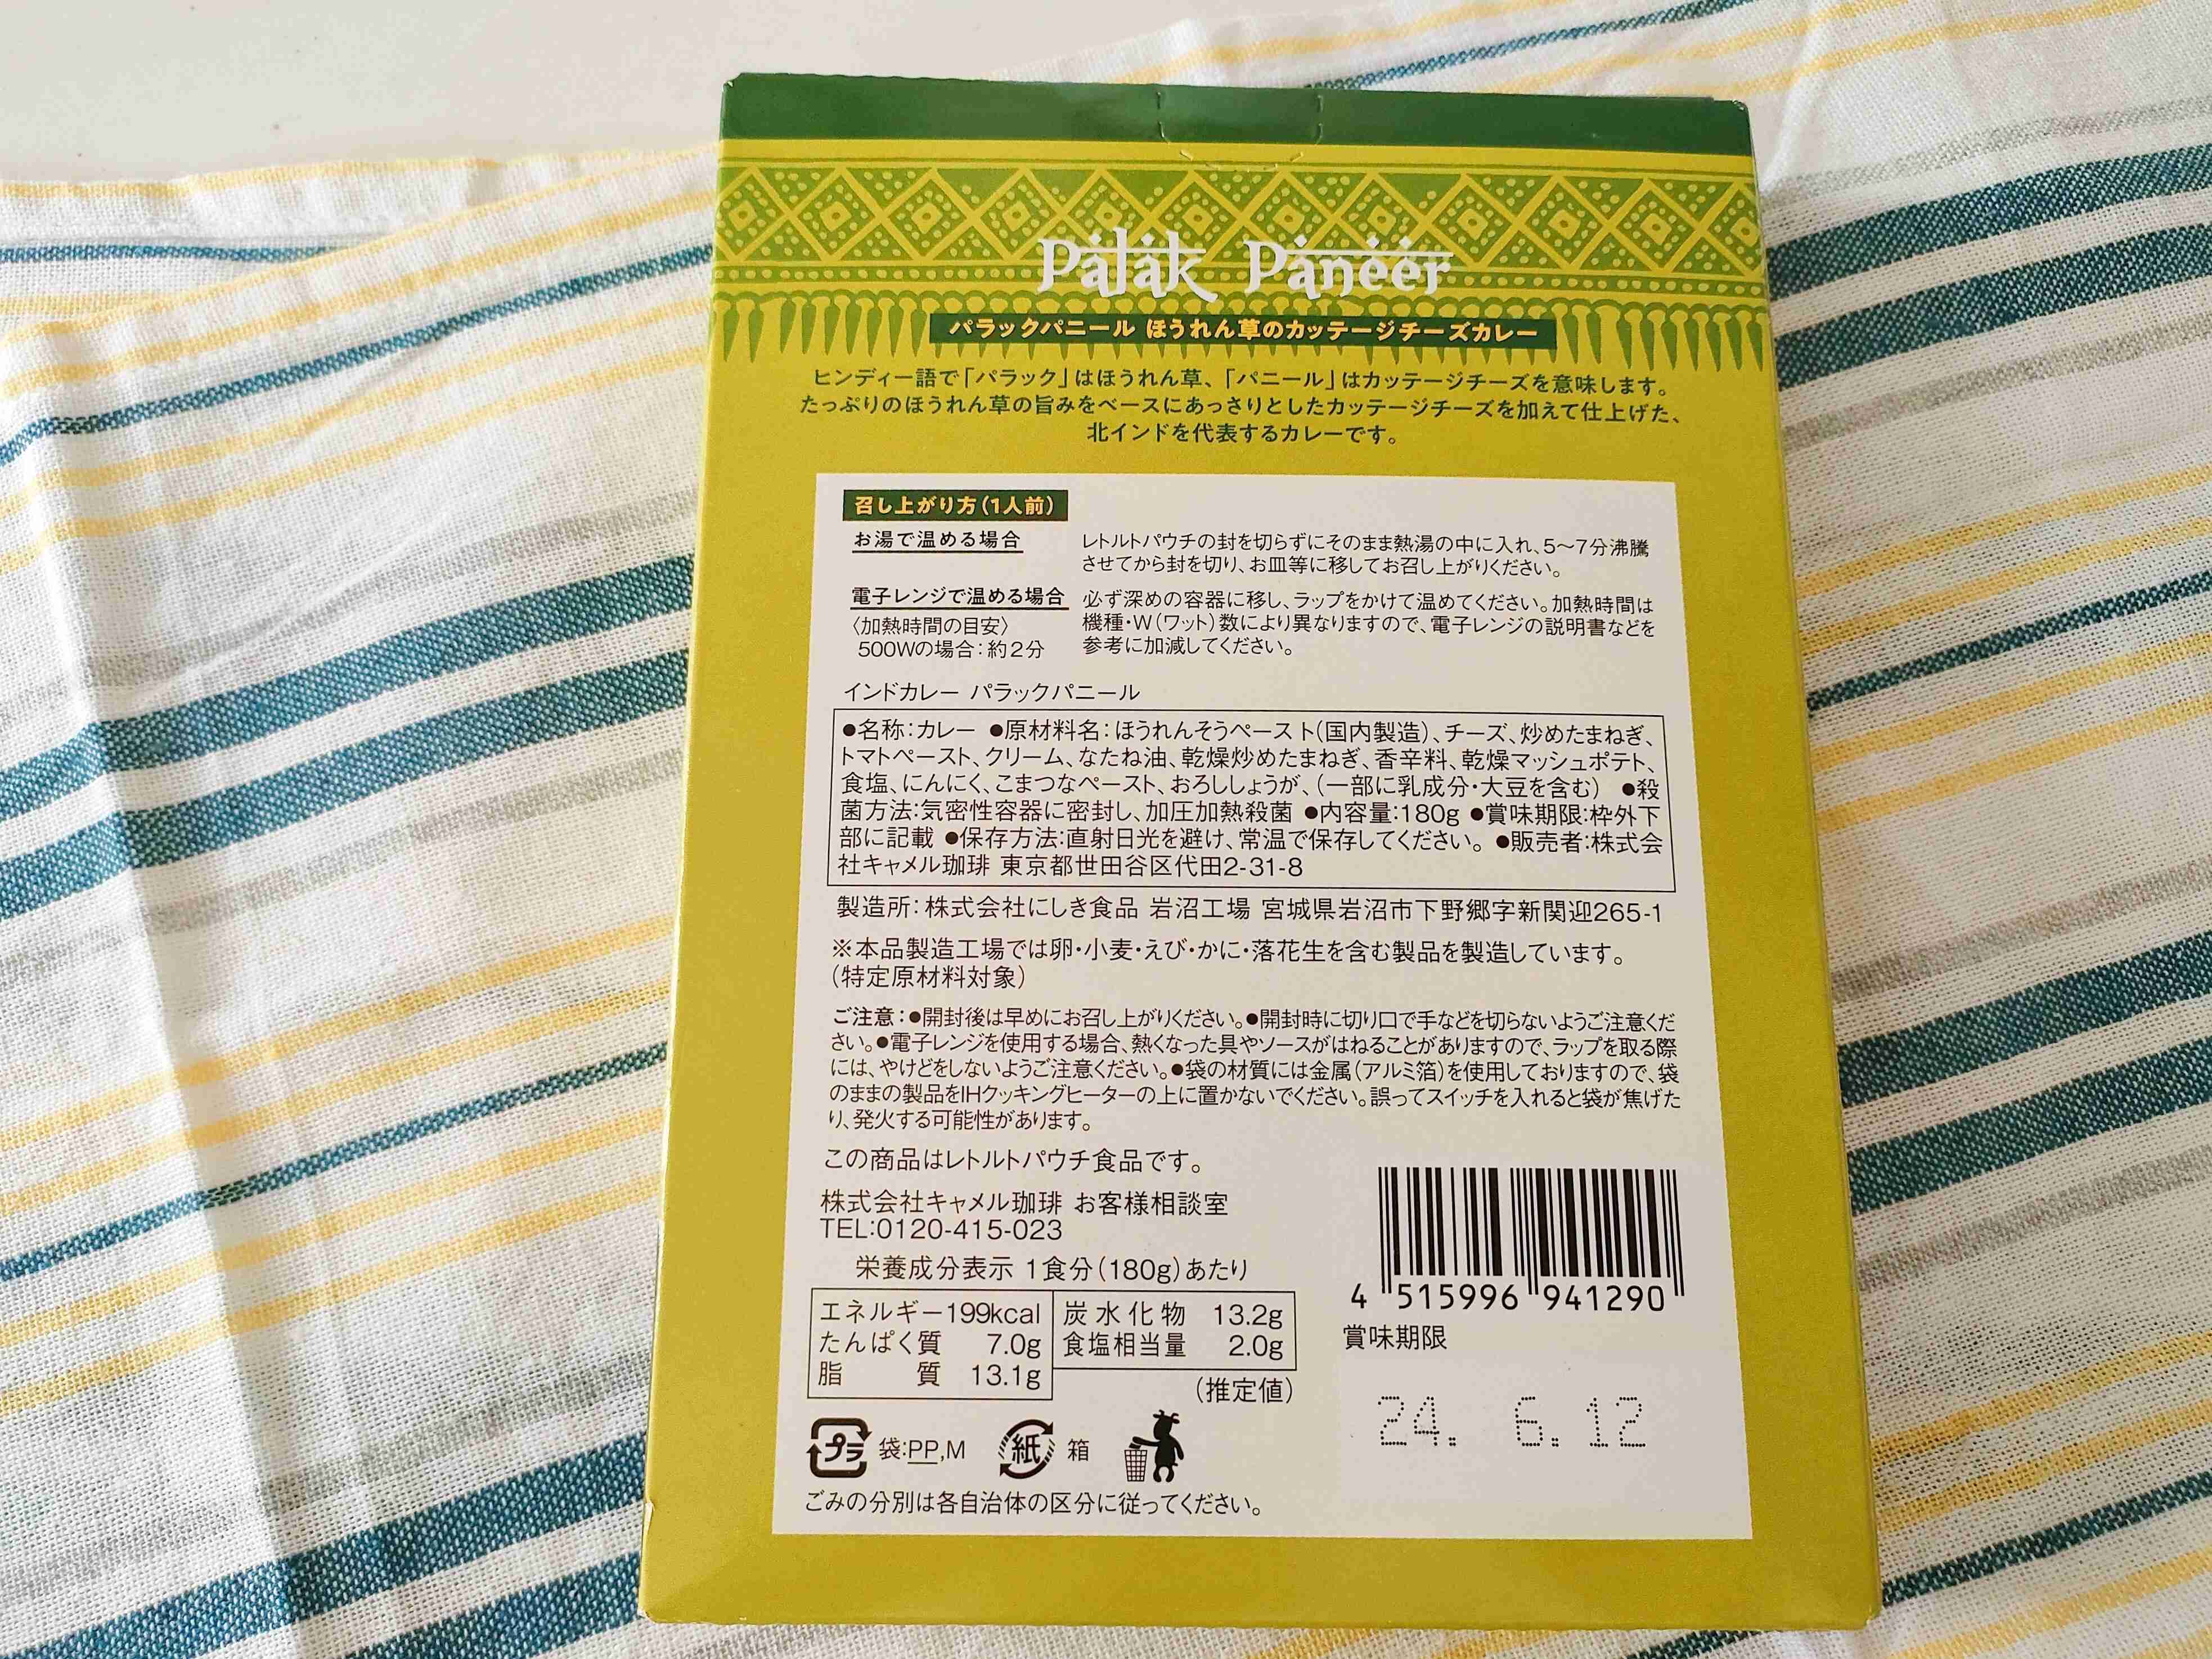 Palak Paneer
パラックパニール ほうれん草のカッテージチーズカレー
ヒンディー語で「パラック」はほうれん草、「パニール」はカッテージチーズを意味します。
たっぷりのほうれん草の旨みをベースにあっさりとしたカッテージチーズを加えて仕上げた、
北インドを代表するカレーです。
召し上がり方(1人前)
お湯で温める場合
レトルトパウチの封を切らずにそのまま熱湯の中に入れ、5〜7分沸騰
させてから封を切り、お皿等に移してお召し上がりください。
電子レンジで温める場合
〈加熱時間の目安〉
500Wの場合:約2分
必ず深めの容器に移し、ラップをかけて温めてください。加熱時間は
機種・W(ワット)数により異なりますので、電子レンジの説明書などを
参考に加減してください。
インドカレー パラックパニール
●名称:カレー ●原材料名:ほうれんそうペースト(国内製造)、チーズ、炒めたまねぎ、
トマトペースト、クリーム、なたね油、乾燥炒めたまねぎ、香辛料、乾燥マッシュポテト、
食塩、にんにく、こまつなペースト、おろししょうが、(一部に乳成分・大豆を含む) ●殺
菌方法:気密性容器に密封し、加圧加熱殺菌 ●内容量:180g ●賞味期限:枠外下
部に記載 ●保存方法:直射日光を避け、常温で保存してください。 ●販売者:株式会
社キャメル珈琲 東京都世田谷区代田2-31-8
製造所:株式会社にしき食品 岩沼工場 宮城県岩沼市下野郷字新関迎265-1
※本品製造工場では卵・小麦・えび・かに・落花生を含む製品を製造しています。
(特定原材料対象)
ご注意:●開封後は早めにお召し上がりください。●開封時に切り口で手などを切らないようご注意くだ
さい。●電子レンジを使用する場合、熱くなった具やソースがはねることがありますので、ラップを取る際
には、やけどをしないようご注意ください。●袋の材質には金属(アルミ箔)を使用しておりますので、袋
のままの製品をIHクッキングヒーターの上に置かないでください。誤ってスイッチを入れると袋が焦げた
り、発火する可能性があります。
この商品はレトルトパウチ食品です。
株式会社キャメル珈琲 お客様相談室
TEL:0120-415-023
栄養成分表示 1食分(180g)あたり
エネルギー199kcal
たんぱく質 7.0g
脂質 13.1g
炭水化物 13.2g
食塩相当量 2.0g
(推定値)
4 515996 941290
賞味期限
24. 6.12
プラ 袋:PP,M 紙 箱
ごみの分別は各自治体の区分に従ってください。